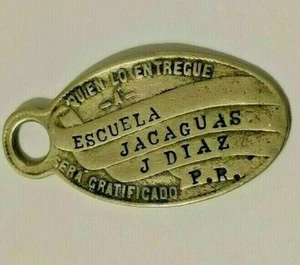 QUIEN LO ENTREGUE
ESCUELA
JACAGUAS
J DIAZ
P.R.
SERA GRATIFICADO